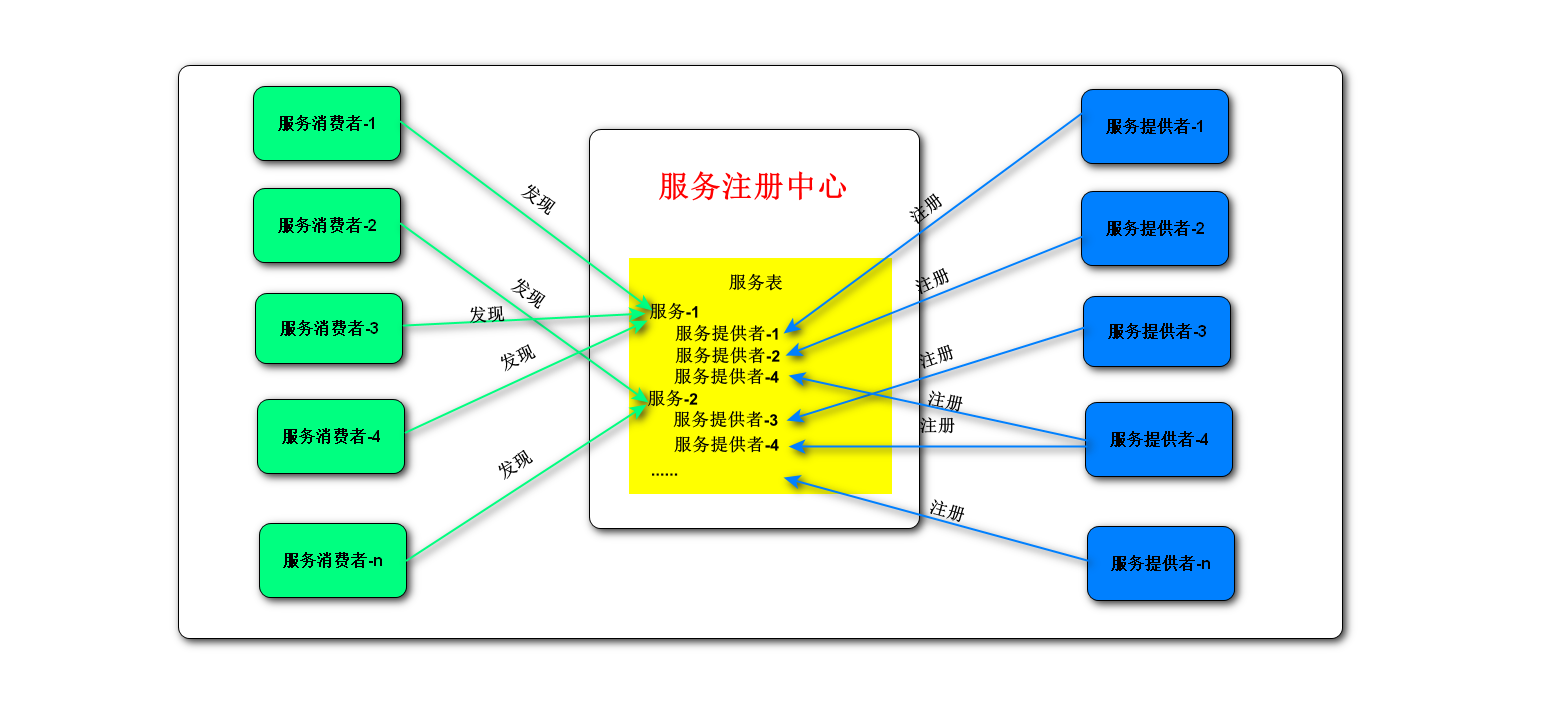 服务消费者-1
服务消费者-2
服务消费者-3
服务消费者-4
服务消费者-n
发现
发现
发现
发现
发现
服务注册中心
服务表
服务-1
服务提供者-1
服务提供者-2
服务提供者-4
服务-2
服务提供者-3
服务提供者-4
......
注册
注册
注册
注册
注册
注册
服务提供者-1
服务提供者-2
服务提供者-3
服务提供者-4
服务提供者-n